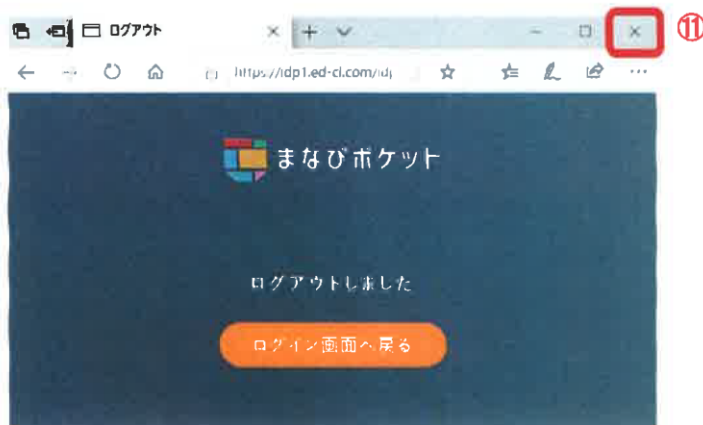 ログアウト
⑪
https://idp1.ed-cl.com/id
まなびポケット
ログアウトしました
ログイン画面へ戻る